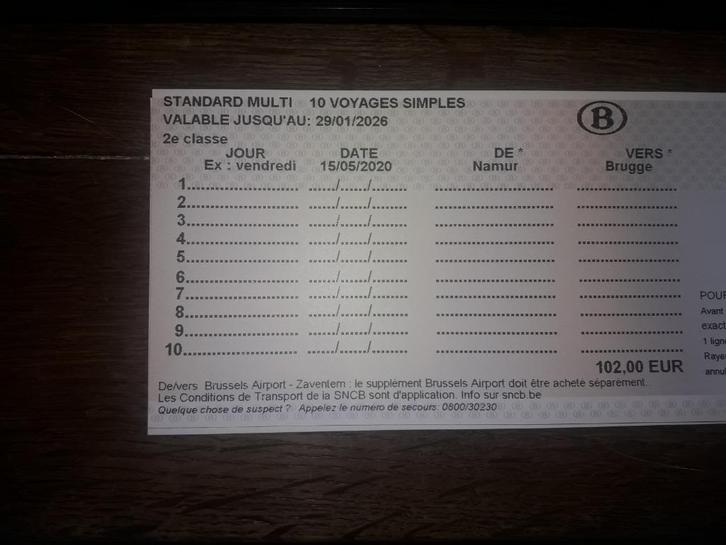 STANDARD MULTI 10 VOYAGES SIMPLES
VALABLE JUSQU'AU: 29/01/2026
B
2e classe
JOUR DATE DE * VERS *
Ex : vendredi 15/05/2020 Namur Brugge
1.......................... ....../....../........ .......................... ......................
2.......................... ....../....../........ .......................... ......................
3.......................... ....../....../........ .......................... ......................
4.......................... ....../....../........ .......................... ......................
5.......................... ....../....../........ .......................... ......................
6.......................... ....../....../........ .......................... ......................
7.......................... ....../....../........ .......................... ......................
8.......................... ....../....../........ .......................... ......................
9.......................... ....../....../........ .......................... ......................
10.......................... ....../....../........ .......................... ......................
102,00 EUR
De/vers Brussels Airport - Zaventem : le supplément Brussels Airport doit être acheté séparément.
Les Conditions de Transport de la SNCB sont d'application. Info sur sncb.be
Quelque chose de suspect ? Appelez le numéro de secours: 0800/30230
POUR
Avant
exact
1 lign
Raye
annul